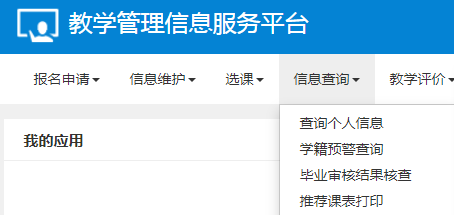 教学管理信息服务平台
报名申请 信息维护 选课 信息查询 教学评价
我的应用
查询个人信息
学籍预警查询
毕业审核结果核查
推荐课表打印